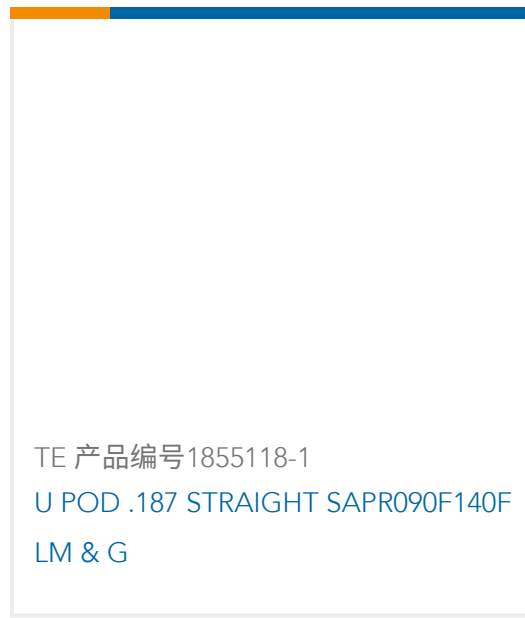 TE 产品编号1855118-1
U POD .187 STRAIGHT SAPR090F140F
LM & G